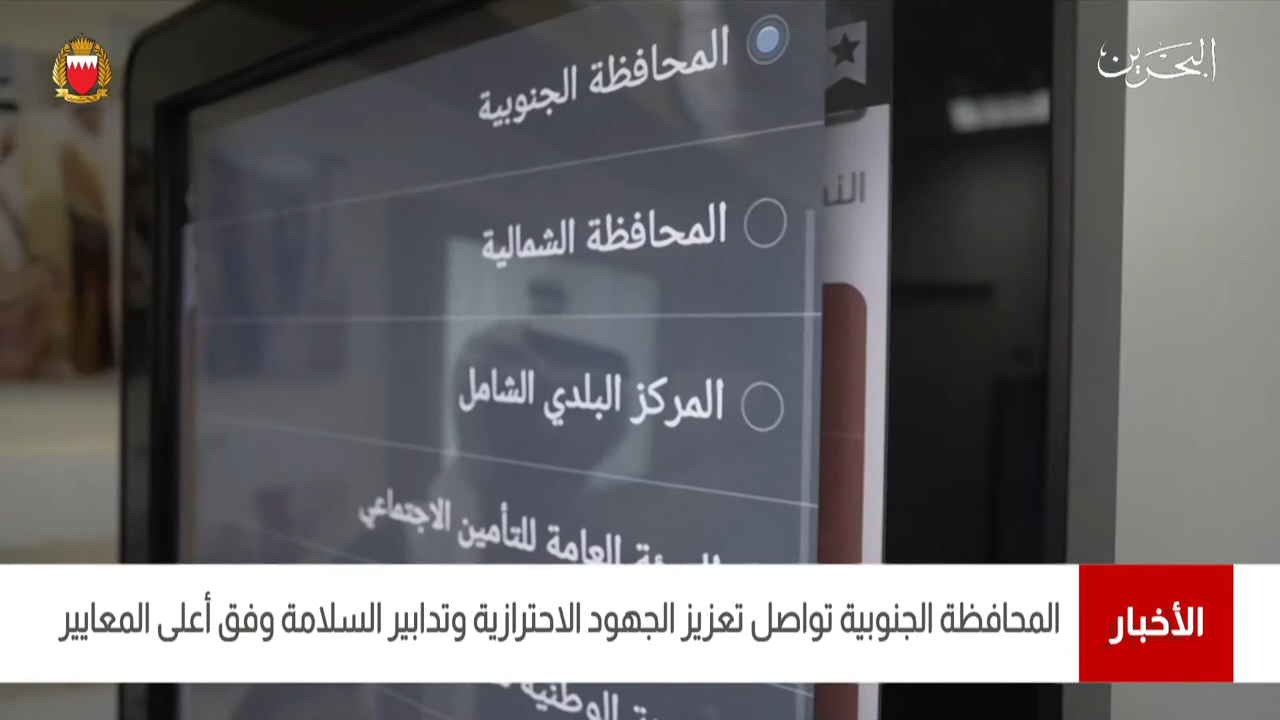 البحرين
المحافظة الجنوبية
المحافظة الشمالية
المركز البلدي الشامل
العامة للتأمين الاجتماعي
الأخبار
المحافظة الجنوبية تواصل تعزيز الجهود الاحترازية وتدابير السلامة وفق أعلى المعايير
الوطنية